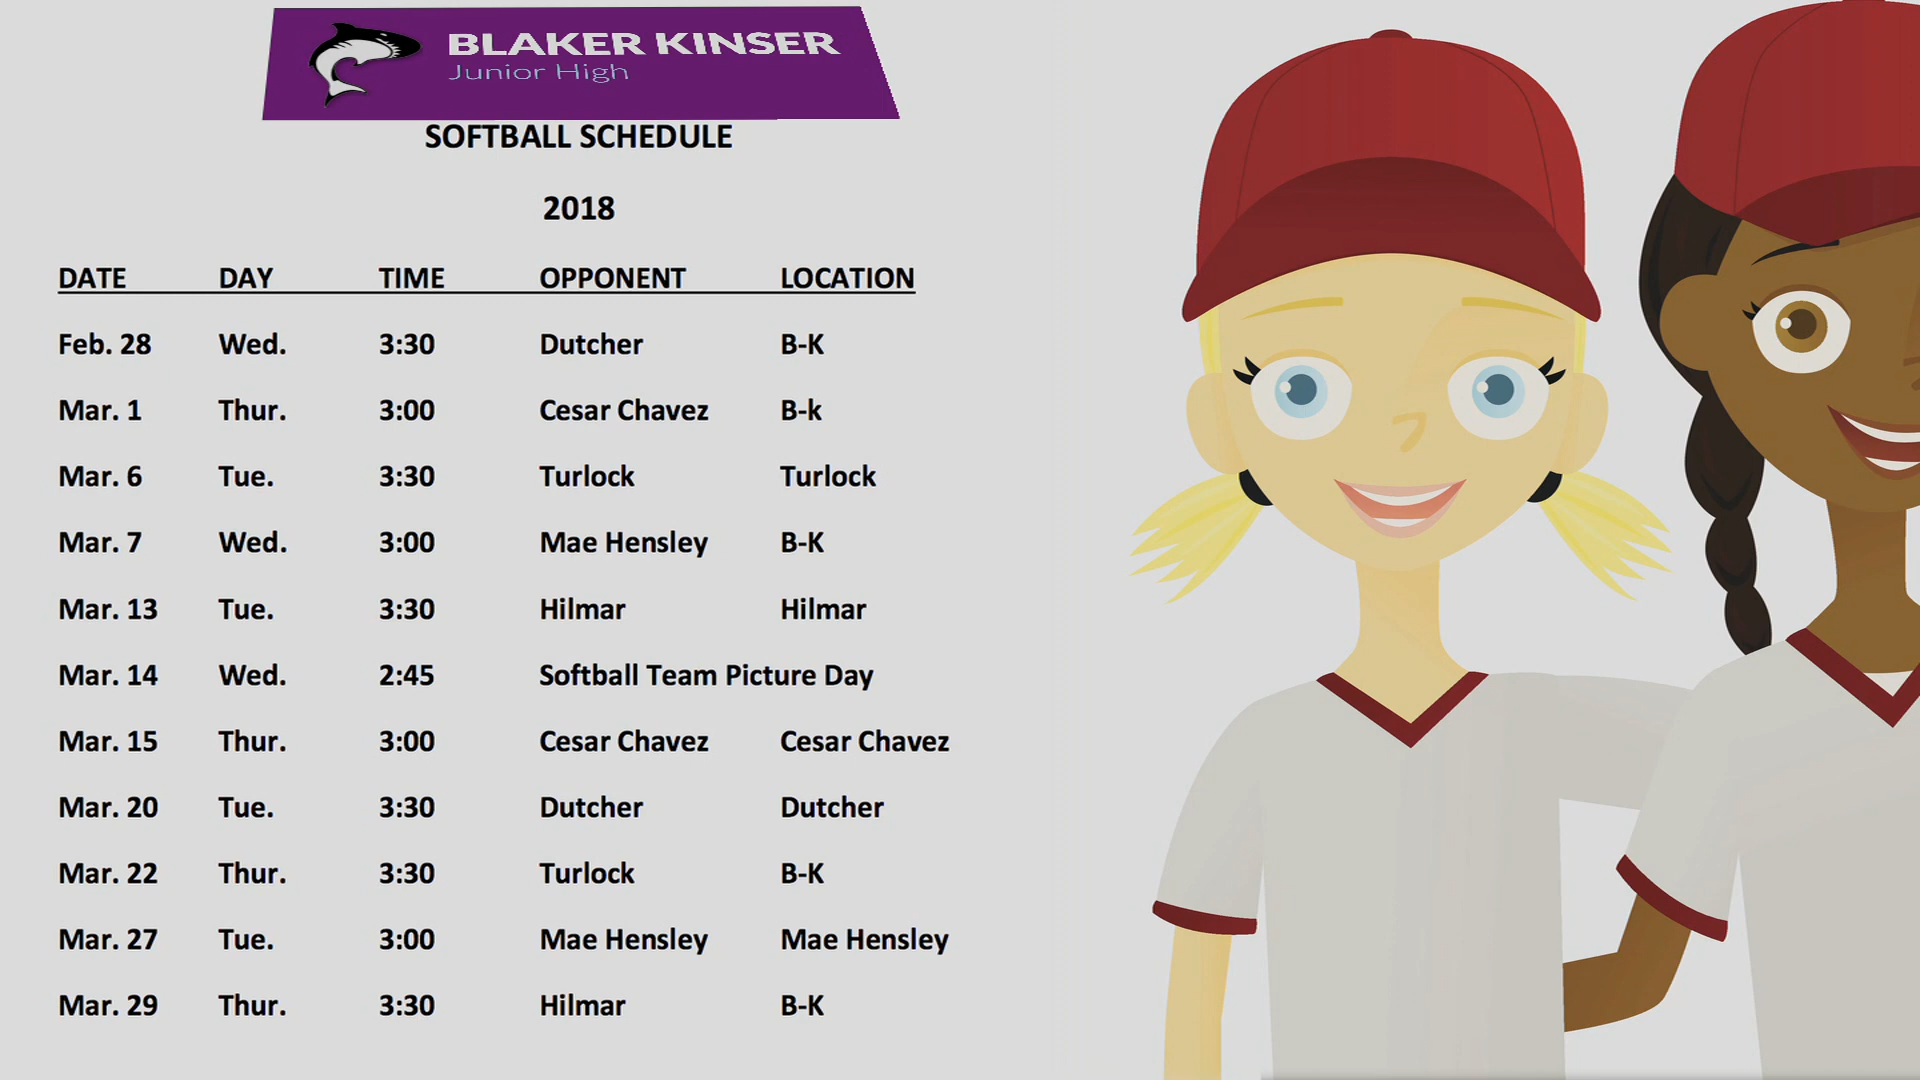 BLAKER KINSER
Junior High
SOFTBALL SCHEDULE
2018
DATE DAY TIME OPPONENT LOCATION
Feb. 28 Wed. 3:30 Dutcher B-K
Mar. 1 Thur. 3:00 Cesar Chavez B-k
Mar. 6 Tue. 3:30 Turlock Turlock
Mar. 7 Wed. 3:00 Mae Hensley B-K
Mar. 13 Tue. 3:30 Hilmar Hilmar
Mar. 14 Wed. 2:45 Softball Team Picture Day
Mar. 15 Thur. 3:00 Cesar Chavez Cesar Chavez
Mar. 20 Tue. 3:30 Dutcher Dutcher
Mar. 22 Thur. 3:30 Turlock B-K
Mar. 27 Tue. 3:00 Mae Hensley Mae Hensley
Mar. 29 Thur. 3:30 Hilmar B-K